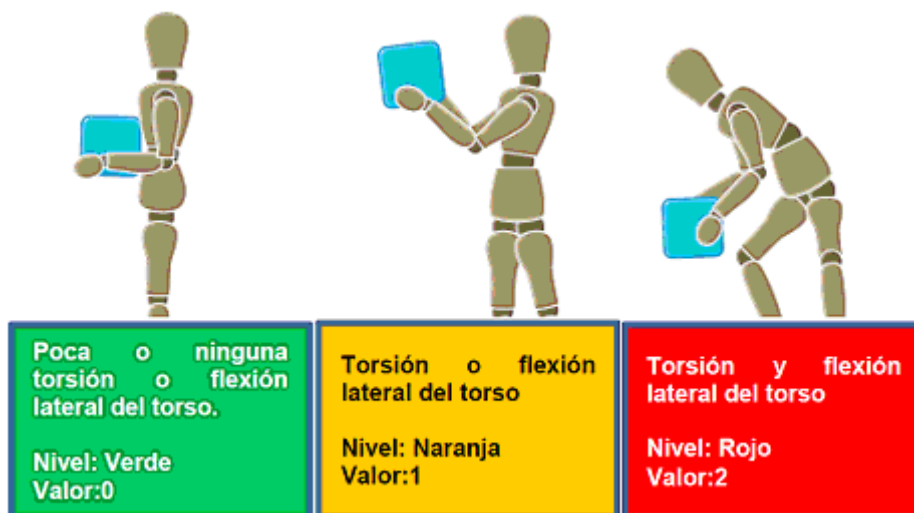 Poca o ninguna
torsión o flexión
lateral del torso.
Nivel: Verde
Valor:0
Torsión o flexión
lateral del torso
Nivel: Naranja
Valor:1
Torsión y flexión
lateral del torso
Nivel: Rojo
Valor:2